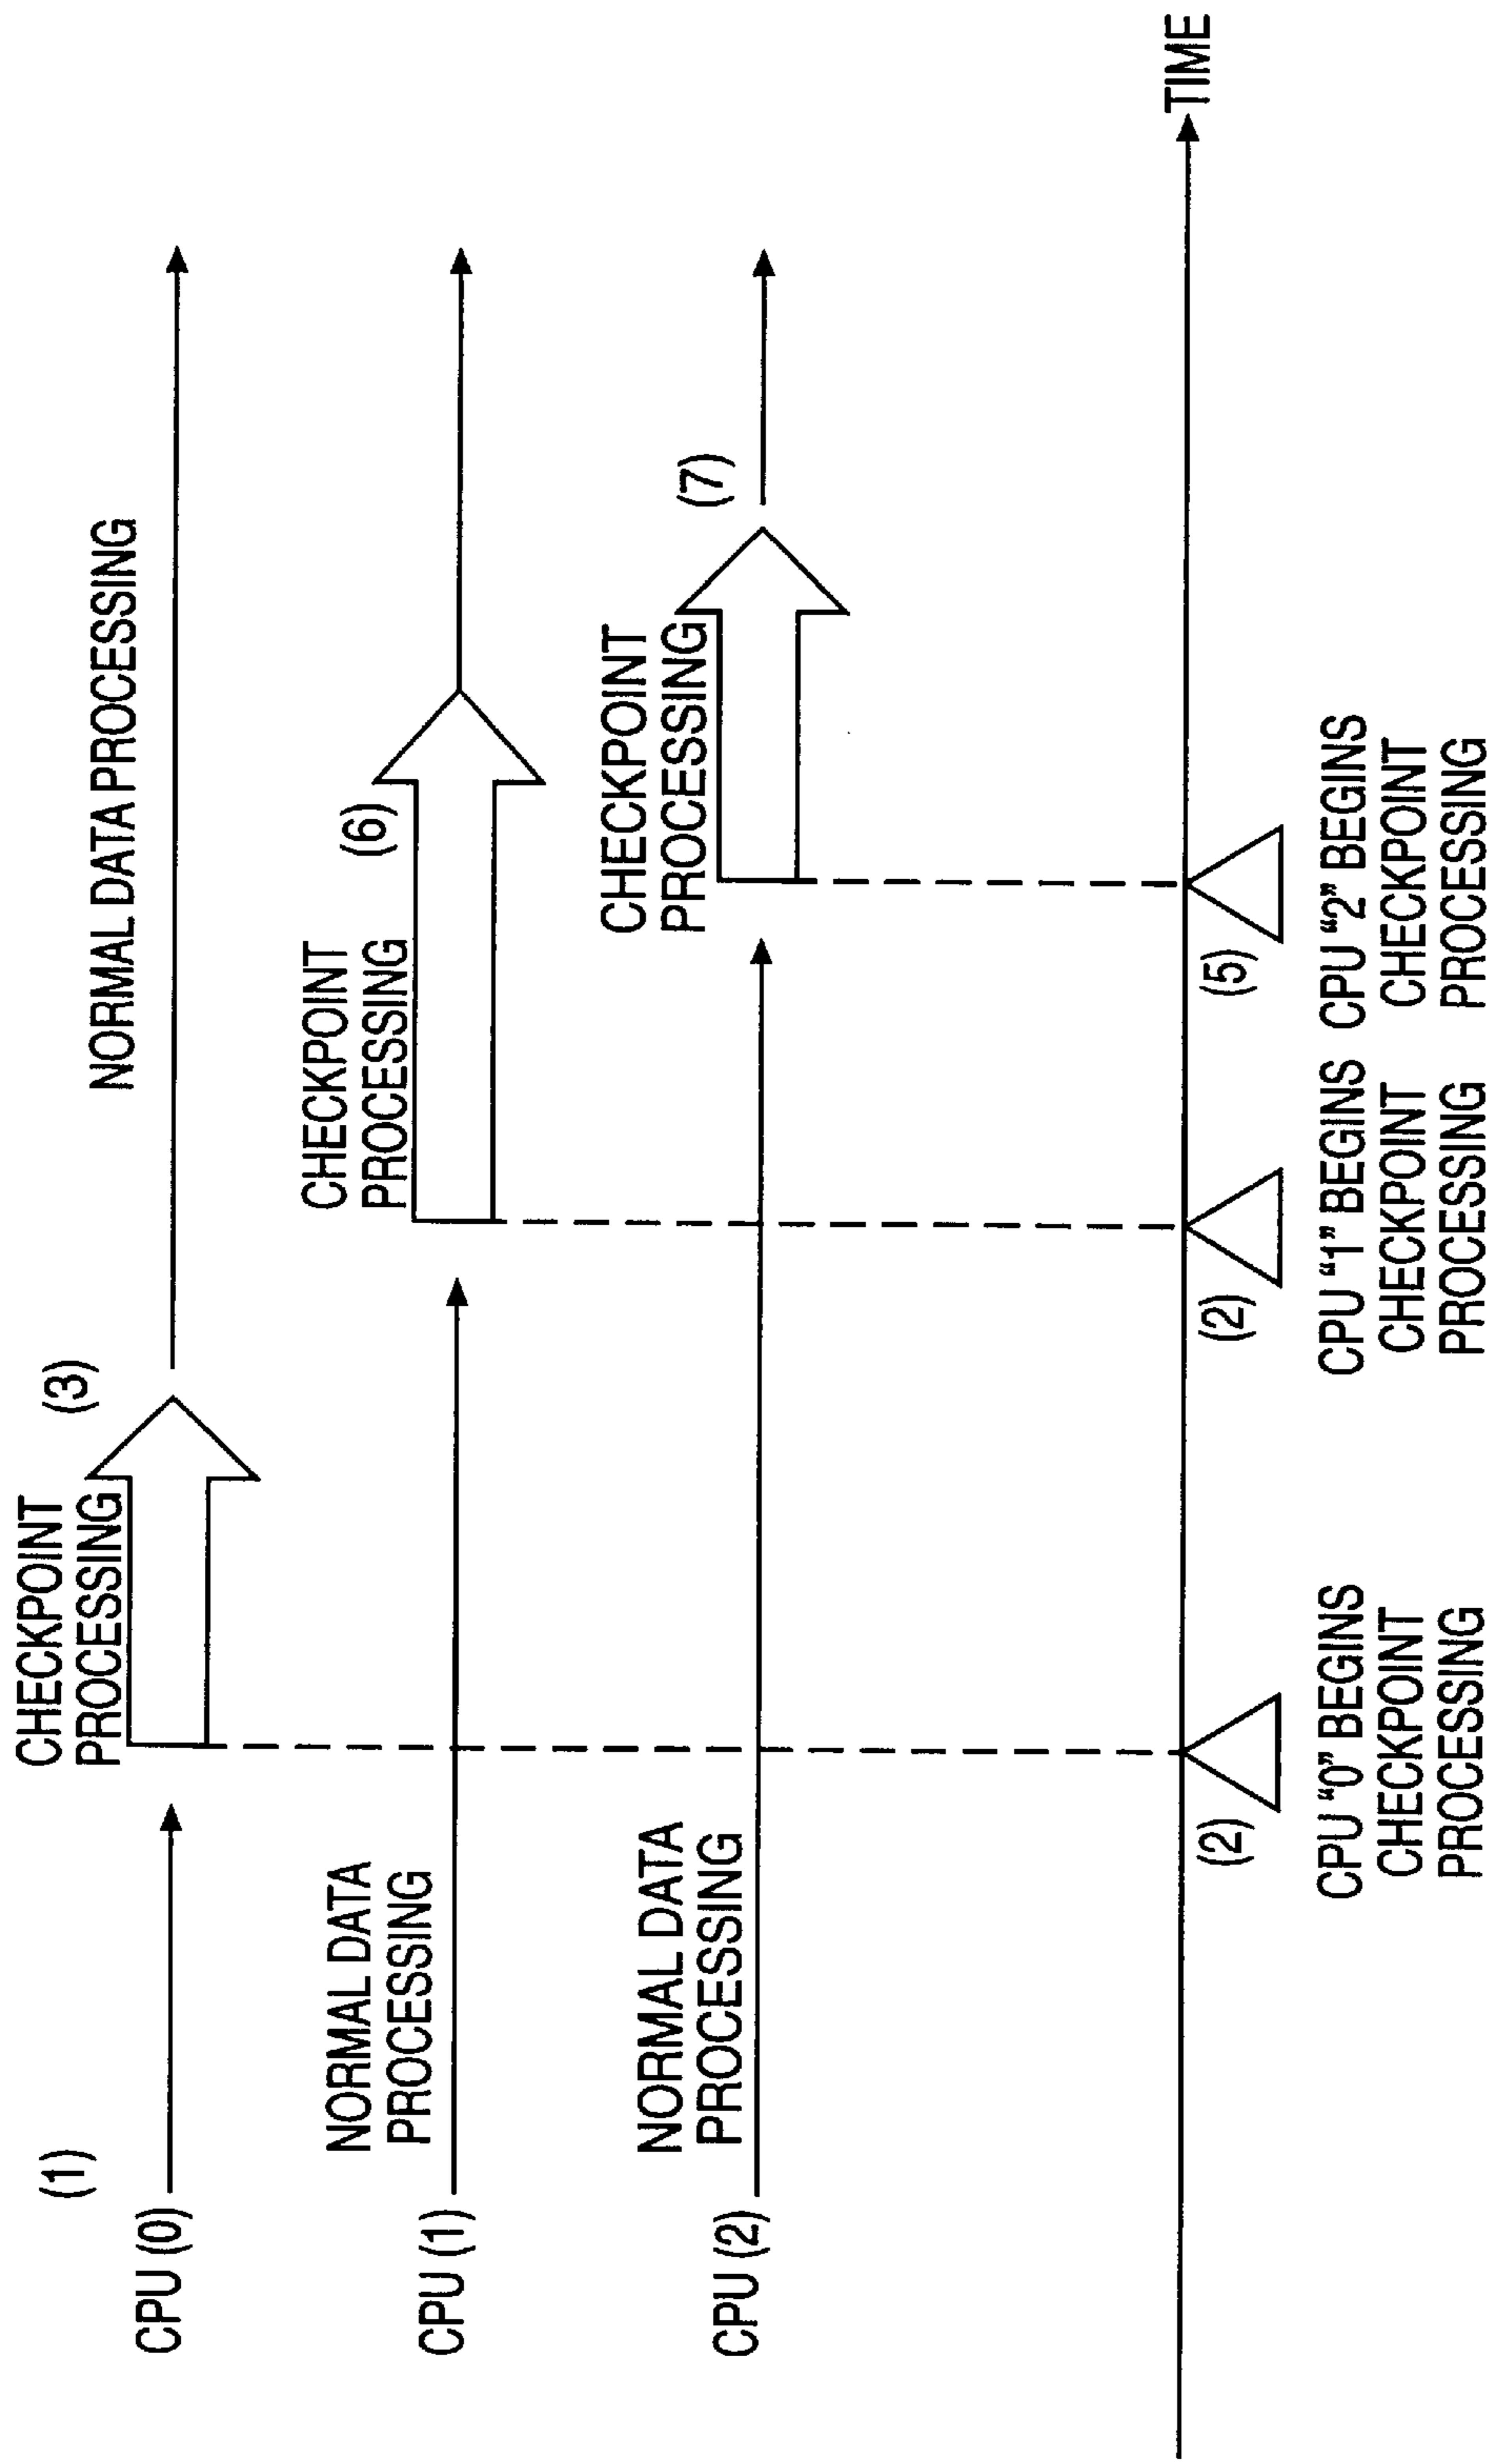 CHECKPOINT
PROCESSING
(1)
(3)
NORMAL DATA PROCESSING
CPU (0)
CHECKPOINT
PROCESSING
(6)
NORMAL DATA
PROCESSING
CPU (1)
CHECKPOINT
PROCESSING
(7)
NORMAL DATA
PROCESSING
CPU (2)
TIME
(2)
(2)
(5)
CPU "0" BEGINS
CHECKPOINT
PROCESSING
CPU "1" BEGINS
CHECKPOINT
PROCESSING
CPU "2" BEGINS
CHECKPOINT
PROCESSING